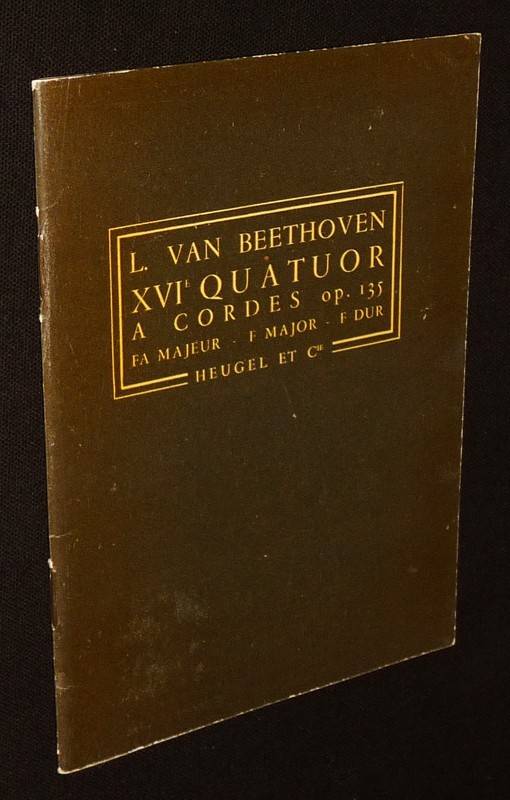 L. VAN BEETHOVEN
XVIE QUATUOR
A CORDES op. 135
FA MAJEUR - F MAJOR - F DUR
HEUGEL ET CIE